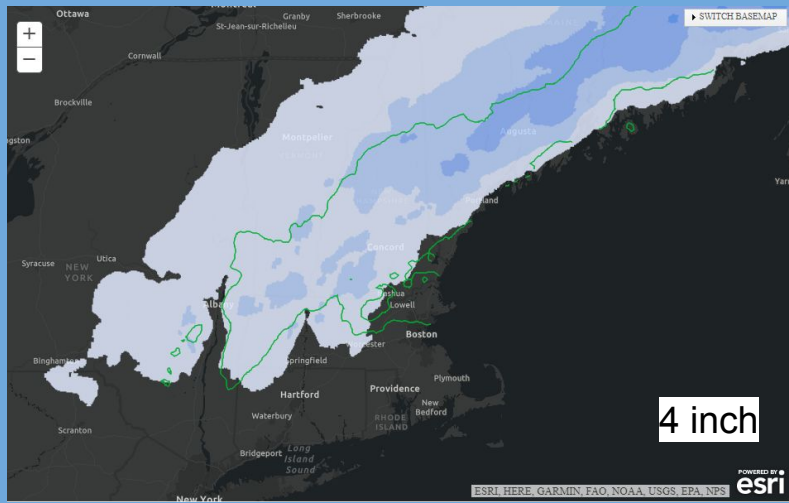 Montreal
Ottawa
Granby
Sherbrooke
St-Jean-sur-Richelieu
SWITCH BASEMAP
+
−
Cornwall
Brockville
Montpelier
VERMONT
Augusta
Portland
Concord
Syracuse
Utica
NEW
YORK
Albany
Lowell
Boston
Binghamton
Springfield
Worcester
Hartford
Providence
Plymouth
New
Bedford
RHODE
ISLAND
Waterbury
Scranton
Bridgeport
Long
Island
Sound
New York
4 inch
ESRI, HERE, GARMIN, FAO, NOAA, USGS, EPA, NPS
POWERED BY
esri